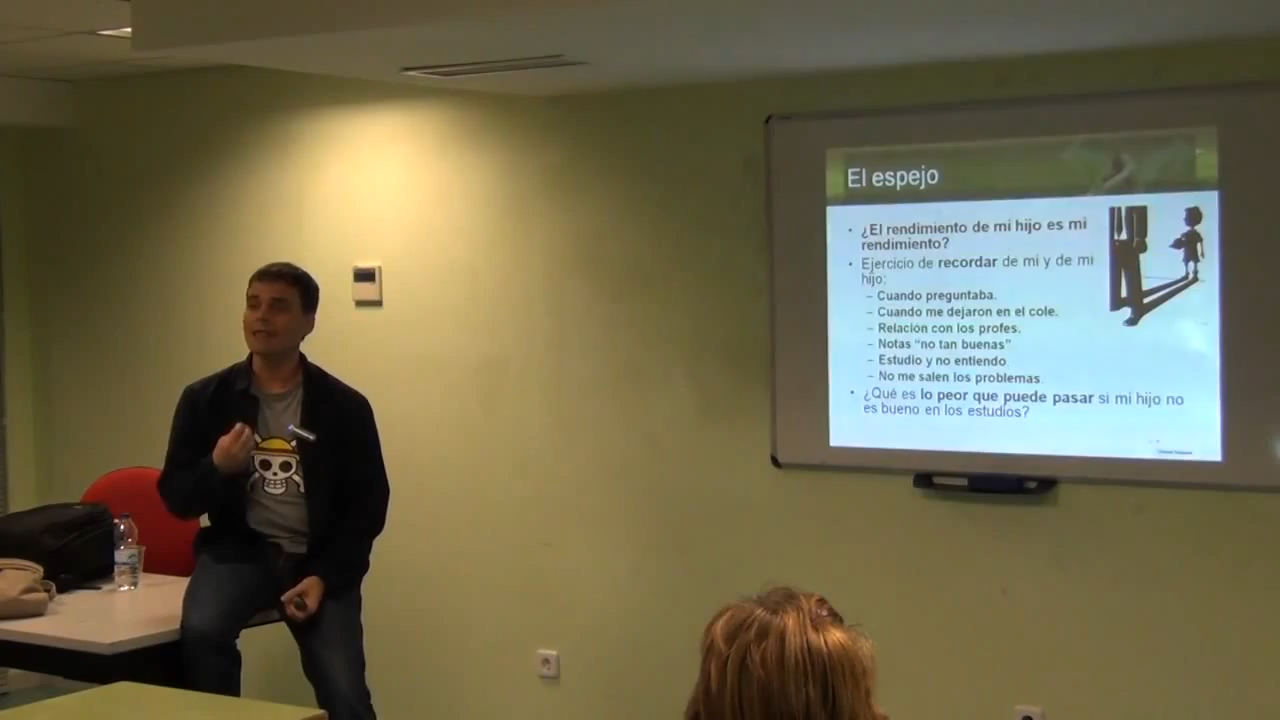 El espejo
• ¿El rendimiento de mi hijo es mi
rendimiento?
• Ejercicio de recordar de mi y de mi
hijo:
– Cuando preguntaba.
– Cuando me dejaron en el cole.
– Relación con los profes.
– Notas “no tan buenas”
– Estudio y no entiendo.
– No me salen los problemas.
• ¿Qué es lo peor que puede pasar si mi hijo no
es bueno en los estudios?